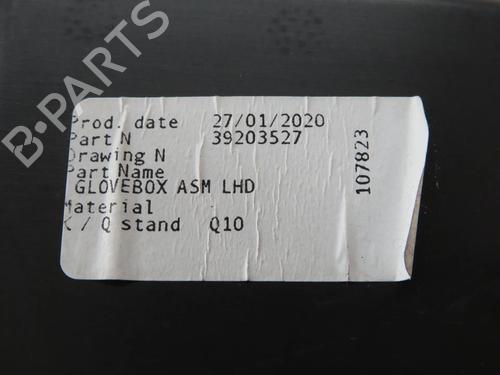 B-PARTS
Prod. date 27/01/2020
Part N 39203527
Drawing N
Part Name
GLOVEBOX ASM LHD
Material
K / Q stand Q10
107823